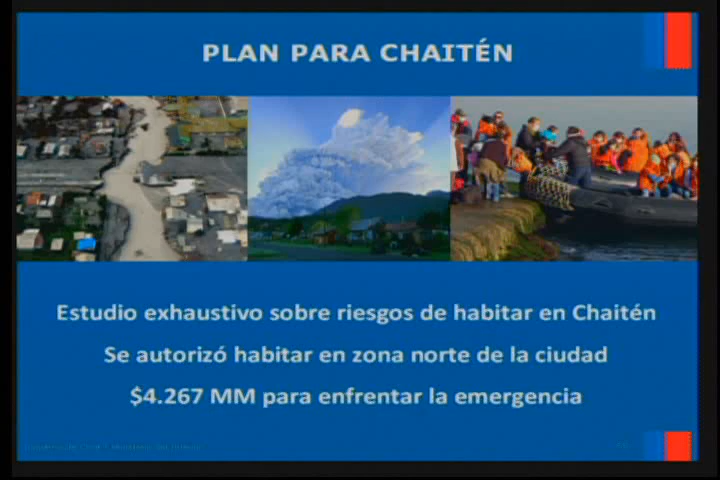 PLAN PARA CHAITÉN
Estudio exhaustivo sobre riesgos de habitar en Chaitén
Se autorizó habitar en zona norte de la ciudad
$4.267 MM para enfrentar la emergencia